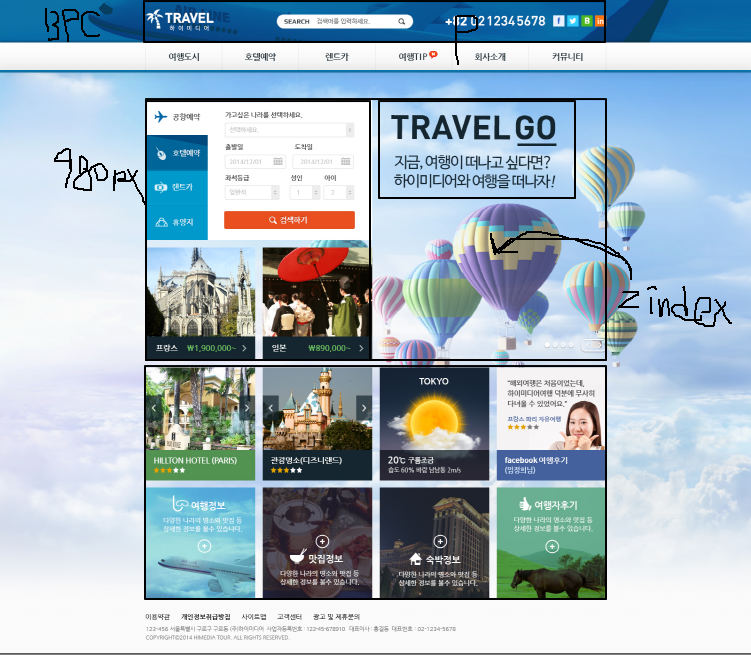 BPC
TRAVEL
하이미디어
SEARCH 검색어를 입력하세요.
P
+02 0212345678
여행도시 호텔예약 렌트카 여행TIP 회사소개 커뮤니티
480px
공항예약
호텔예약
렌트카
휴양지
가고싶은 나라를 선택하세요.
선택하세요.
출발일 도착일
2014/12/01 2014/12/01
좌석등급 성인 아이
일반석 1 2
검색하기
TRAVEL GO
지금, 여행이 떠나고 싶다면?
하이미디어와 여행을 떠나자!
z index
프랑스 ₩1,900,000~
일본 ₩890,000~
HILLTON HOTEL (PARIS)
관광명소(디즈니랜드)
TOKYO
20℃ 구름조금
습도 60% 바람 남남동 2m/s
"해외여행은 처음이었는데,
하이미디어여행 덕분에 무사히
다녀올 수 있었어요."
프랑스 파리 자유여행
facebook 여행후기
(임정희님)
여행정보
다양한 나라의 명소와 맛집 등
상세한 정보를 볼수 있습니다.
맛집정보
다양한 나라의 명소와 맛집 등
상세한 정보를 볼수 있습니다.
숙박정보
다양한 나라의 명소와 맛집 등
상세한 정보를 볼수 있습니다.
여행자후기
다양한 나라의 명소와 맛집 등
상세한 정보를 볼수 있습니다.
이용약관 개인정보취급방침 사이트맵 고객센터 광고 및 제휴문의
123-456 서울특별시 구로구 구로동 (주)하이미디어 사업자등록번호 : 123-45-678910 대표이사 : 홍길동 대표번호 : 02-1234-5678
COPYRIGHT©2014 HIMEDIA TOUR. ALL RIGHTS RESERVED.